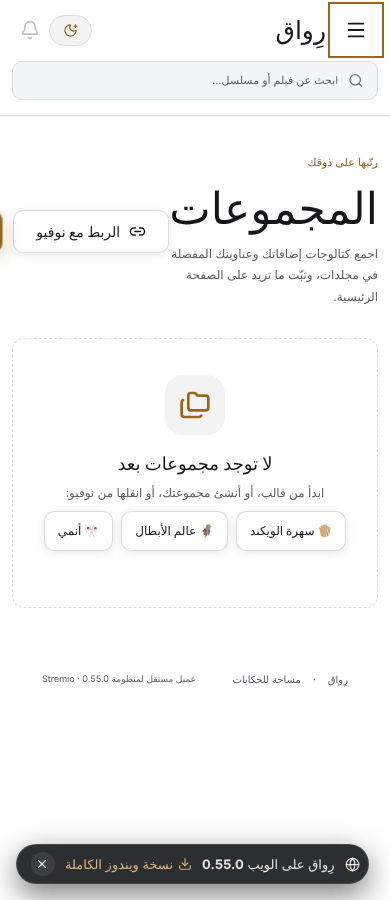 رِواق
ابحث عن فيلم أو مسلسل...
رتّبها على ذوقك
المجموعات
الربط مع نوفيو
اجمع كتالوجات إضافاتك وعناوينك المفضلة
في مجلدات، وثبّت ما تريد على الصفحة
الرئيسية.
لا توجد مجموعات بعد
ابدأ من قالب، أو أنشئ مجموعتك، أو انقلها من نوفيو:
🍿 سهرة الويكند
🦸 عالم الأبطال
🎌 أنمي
رِواق · مساحة للحكايات
عميل مستقل لمنظومة Stremio · 0.55.0
رِواق على الويب 0.55.0
نسخة ويندوز الكاملة